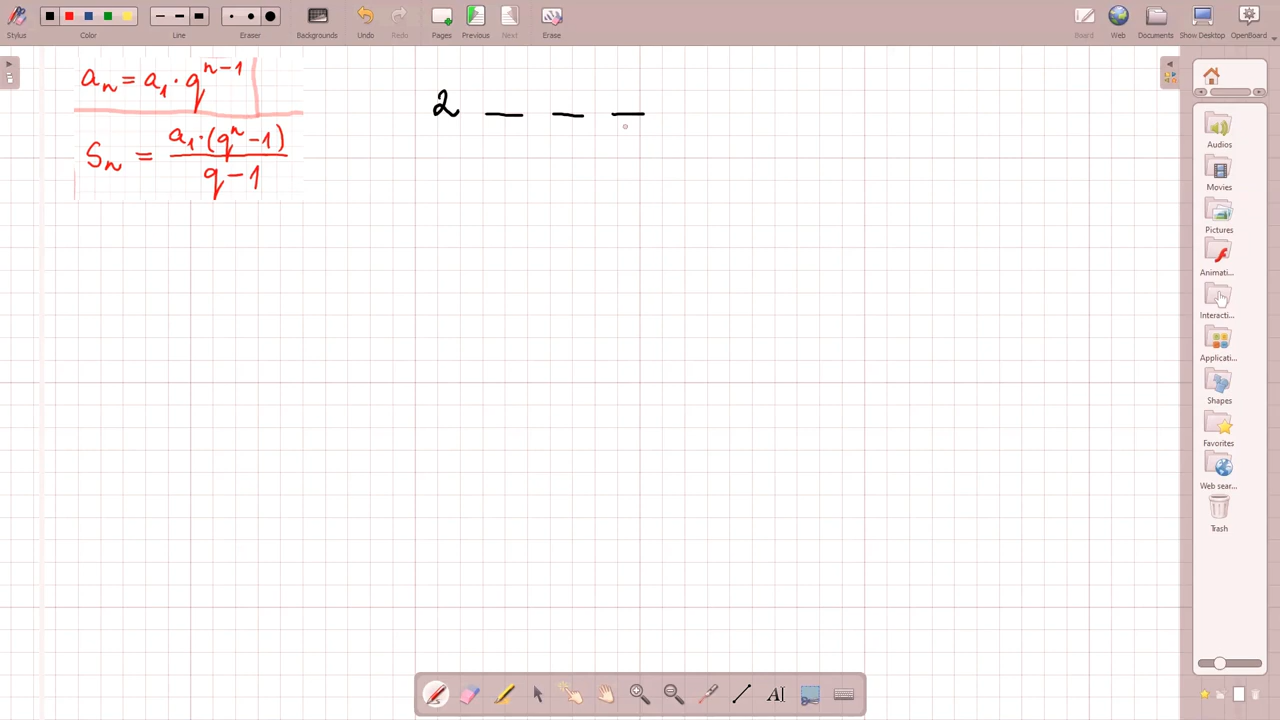 Stylus
Color
Line
Eraser
Backgrounds
Undo
Redo
Pages
Previous
Next
Erase
Board
Web
Documents
Show Desktop
OpenBoard
aₙ = a₁ · qⁿ⁻¹
Sₙ = a₁ · (qⁿ − 1) / q − 1
2 _ _ _
Audios
Movies
Pictures
Animati...
Interacti...
Applicati...
Shapes
Favorites
Web sear...
Trash
AI